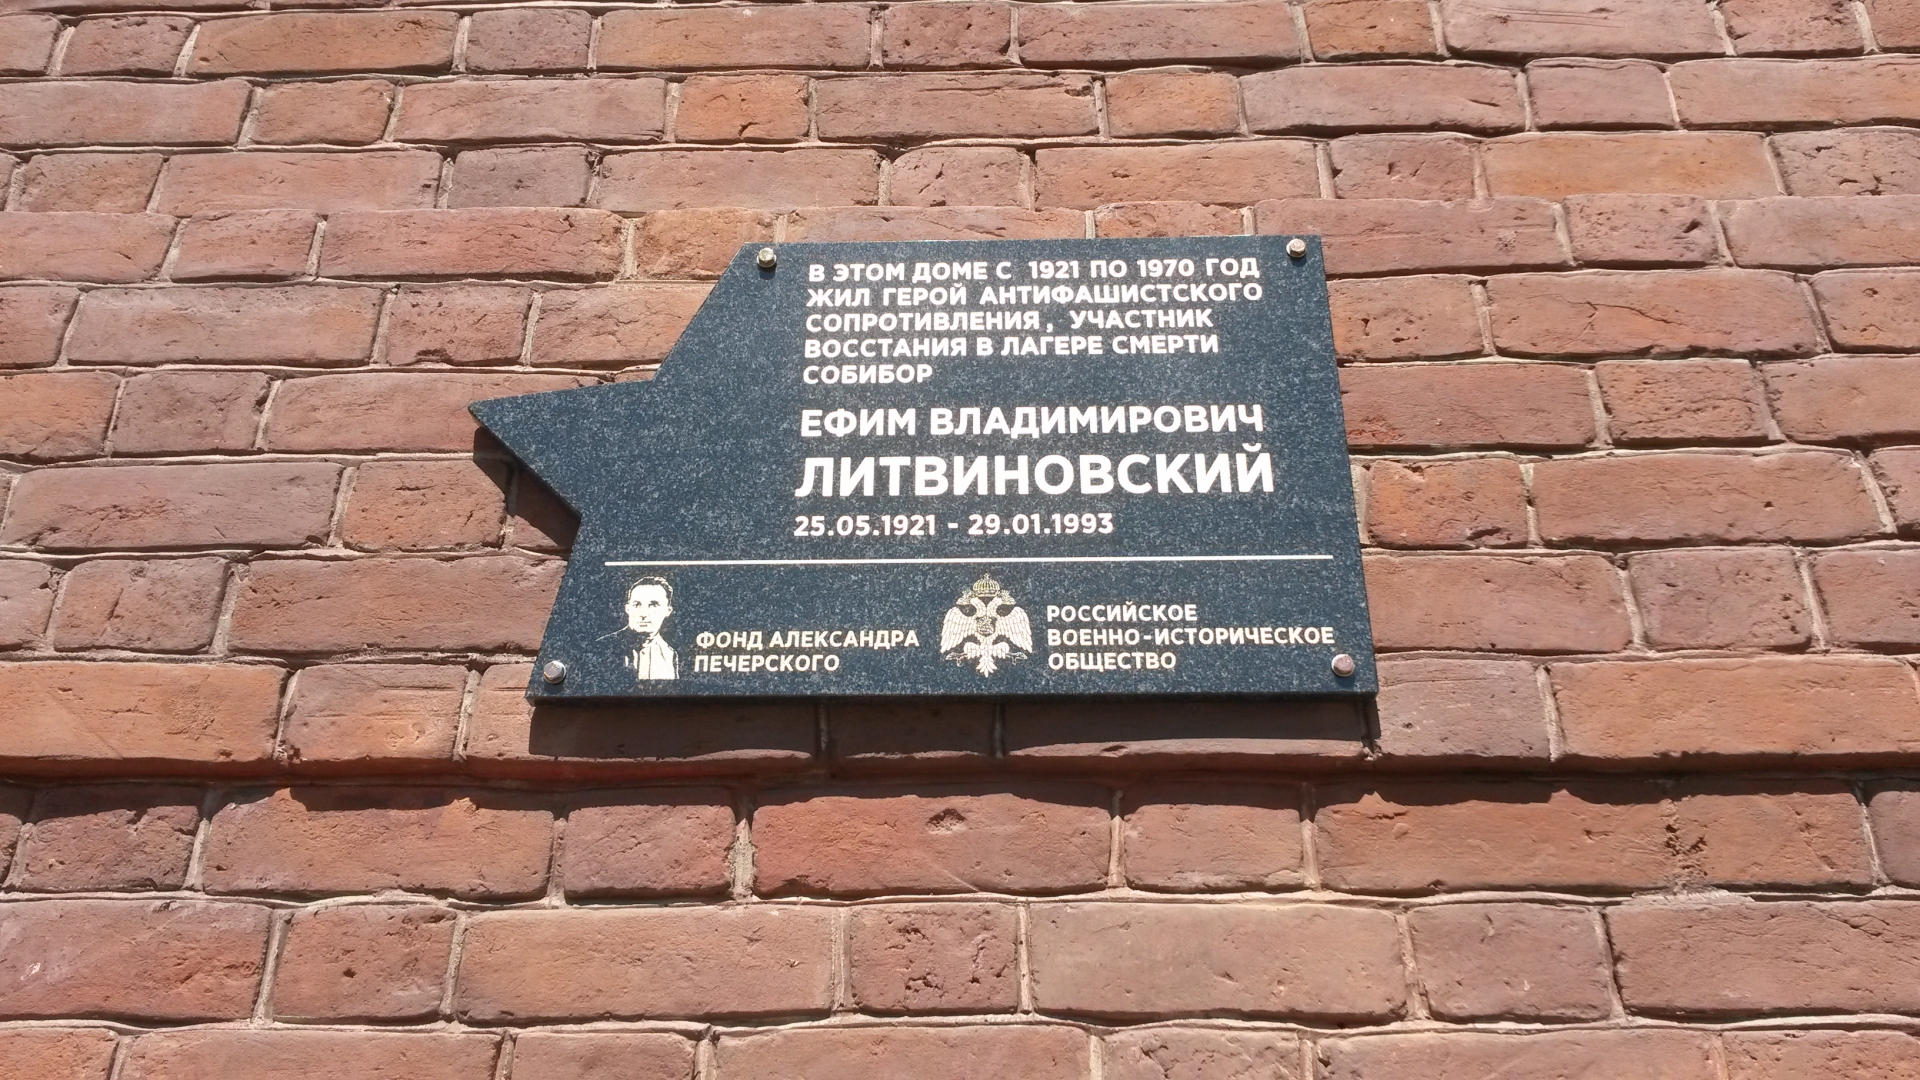 В ЭТОМ ДОМЕ С 1921 ПО 1970 ГОД
ЖИЛ ГЕРОЙ АНТИФАШИСТСКОГО
СОПРОТИВЛЕНИЯ, УЧАСТНИК
ВОССТАНИЯ В ЛАГЕРЕ СМЕРТИ
СОБИБОР
ЕФИМ ВЛАДИМИРОВИЧ
ЛИТВИНОВСКИЙ
25.05.1921 - 29.01.1993
ФОНД АЛЕКСАНДРА
ПЕЧЕРСКОГО
РОССИЙСКОЕ
ВОЕННО-ИСТОРИЧЕСКОЕ
ОБЩЕСТВО